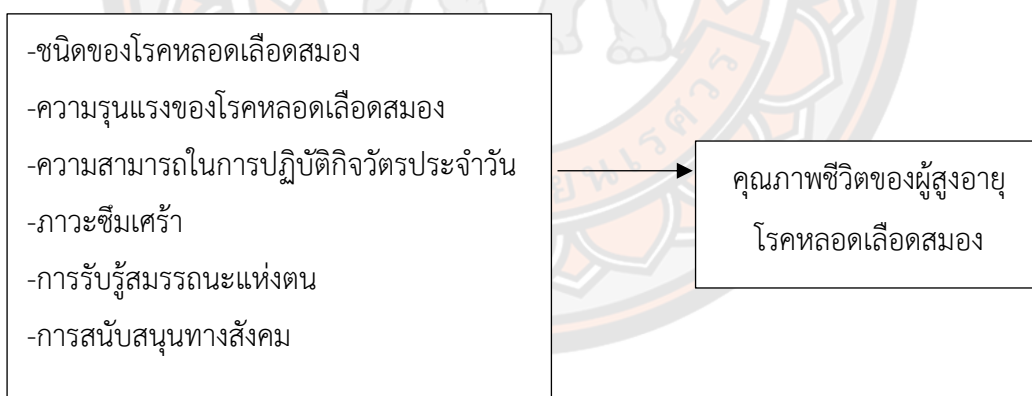 -ชนิดของโรคหลอดเลือดสมอง
-ความรุนแรงของโรคหลอดเลือดสมอง
-ความสามารถในการปฏิบัติกิจวัตรประจำวัน
-ภาวะซึมเศร้า
-การรับรู้สมรรถนะแห่งตน
-การสนับสนุนทางสังคม
คุณภาพชีวิตของผู้สูงอายุ
โรคหลอดเลือดสมอง